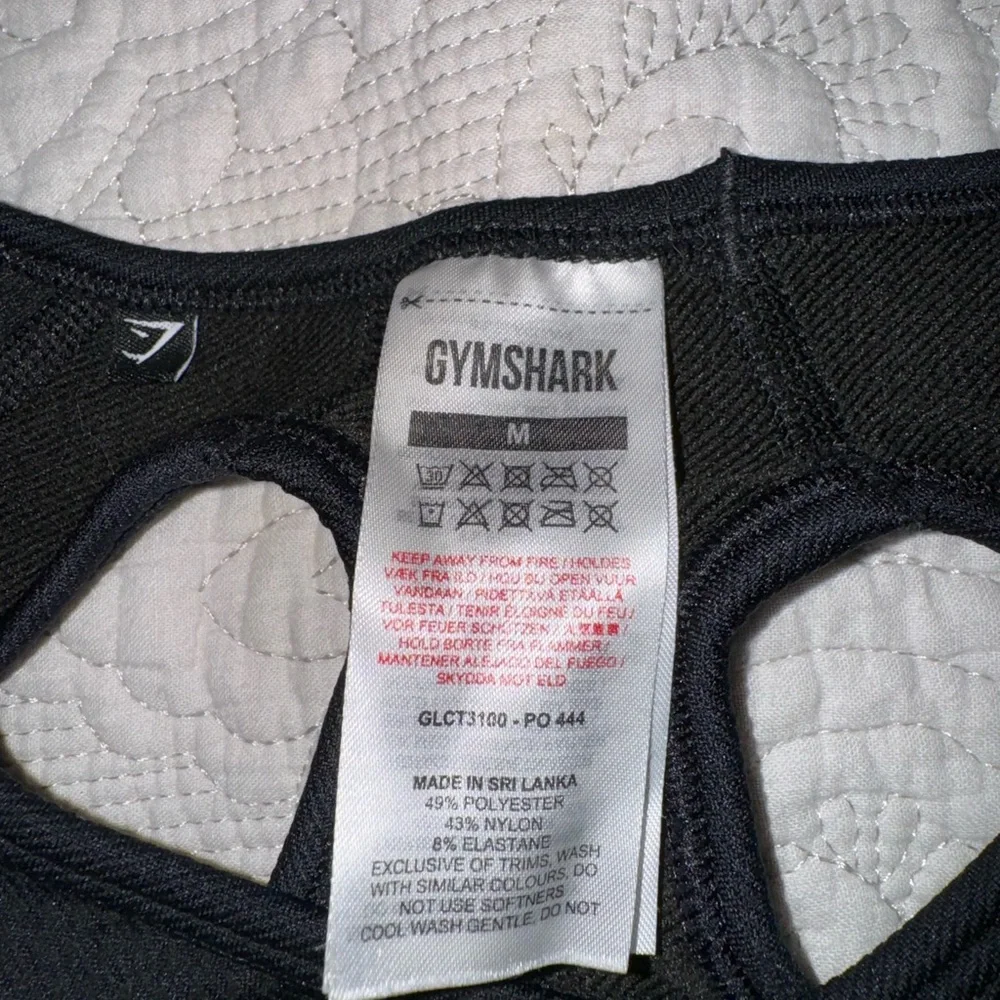 GYMSHARK
M
30
KEEP AWAY FROM FIRE / HOLDES
VÆK FRA ILD / HOU BIJ OPEN VUUR
VANDAAN / PIDETTÄVÄ ETÄÄLLÄ
TULESTA / TENIR ÉLOIGNÉ DU FEU /
VOR FEUER SCHÜTZEN /
HOLD BORTE FRA FLAMMER /
MANTENER ALEJADO DEL FUEGO /
SKYDDA MOT ELD
GLCT3100 - PO 444
MADE IN SRI LANKA
49% POLYESTER
43% NYLON
8% ELASTANE
EXCLUSIVE OF TRIMS, WASH
WITH SIMILAR COLOURS, DO
NOT USE SOFTNERS
COOL WASH GENTLE, DO NOT